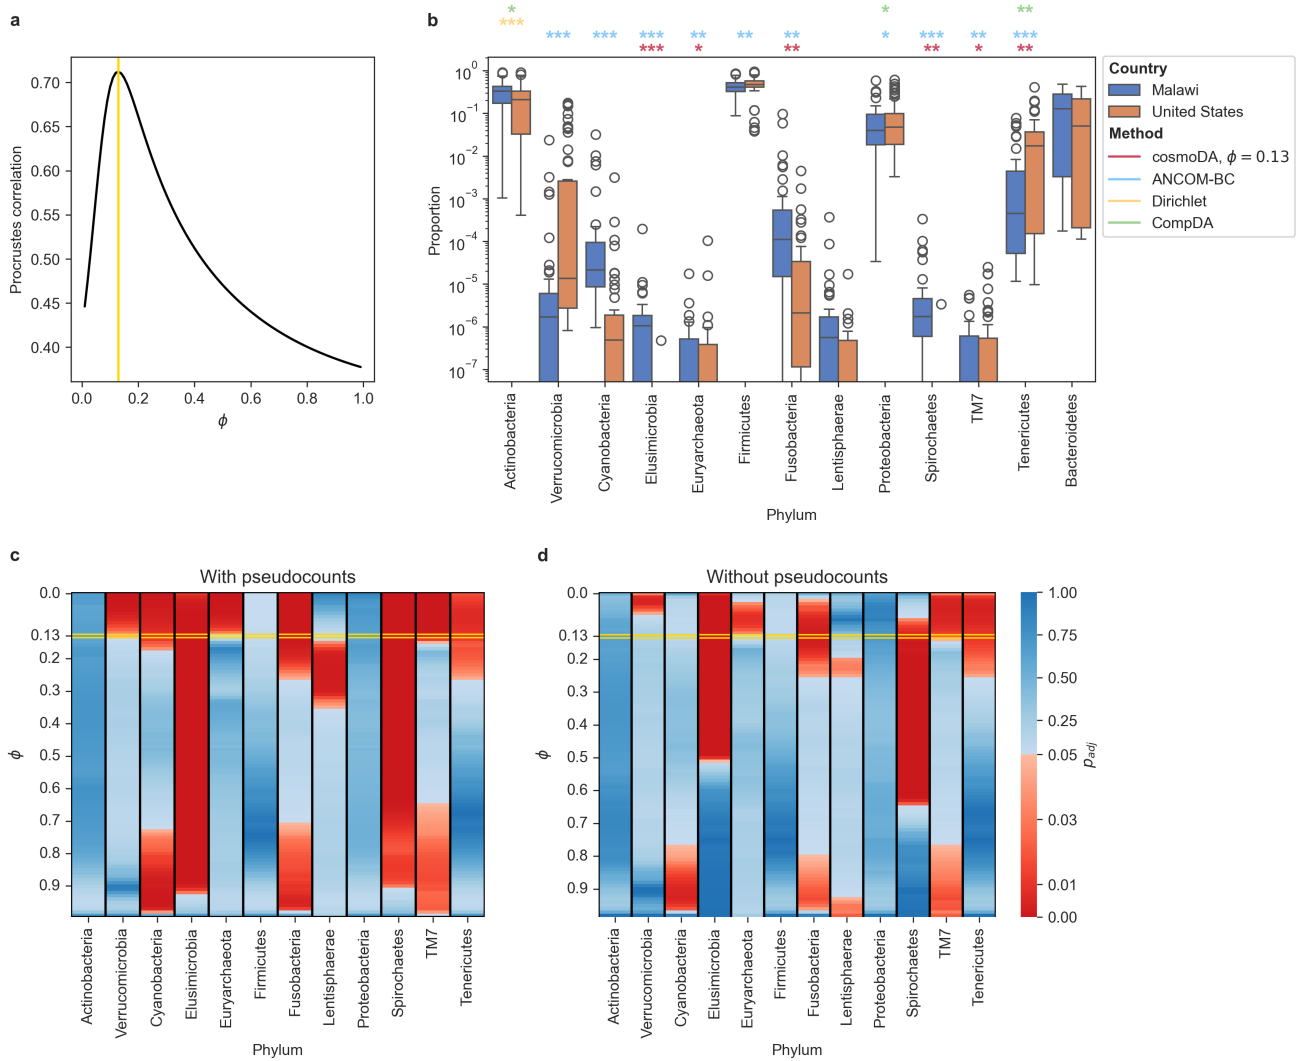 a
0.70
0.65
0.60
0.55
0.50
0.45
0.40
Procrustes correlation
0.0 0.2 0.4 0.6 0.8 1.0
ϕ
b
* *** *** *** *** ** ** ** * * *** ** *** **
*** *** * ** ** * **
10⁰
10⁻¹
10⁻²
10⁻³
10⁻⁴
10⁻⁵
10⁻⁶
10⁻⁷
Proportion
Actinobacteria
Verrucomicrobia
Cyanobacteria
Elusimicrobia
Euryarchaeota
Firmicutes
Fusobacteria
Lentisphaerae
Proteobacteria
Spirochaetes
TM7
Tenericutes
Bacteroidetes
Phylum
Country
Malawi
United States
Method
cosmoDA, ϕ = 0.13
ANCOM-BC
Dirichlet
CompDA
c
With pseudocounts
0.0
0.13
0.2
0.3
0.4
0.5
0.6
0.7
0.8
0.9
ϕ
Actinobacteria
Verrucomicrobia
Cyanobacteria
Elusimicrobia
Euryarchaeota
Firmicutes
Fusobacteria
Lentisphaerae
Proteobacteria
Spirochaetes
TM7
Tenericutes
Phylum
d
Without pseudocounts
0.0
0.13
0.2
0.3
0.4
0.5
0.6
0.7
0.8
0.9
ϕ
Actinobacteria
Verrucomicrobia
Cyanobacteria
Elusimicrobia
Euryarchaeota
Firmicutes
Fusobacteria
Lentisphaerae
Proteobacteria
Spirochaetes
TM7
Tenericutes
Phylum
1.00
0.75
0.50
0.25
0.05
0.03
0.01
0.00
p_adj